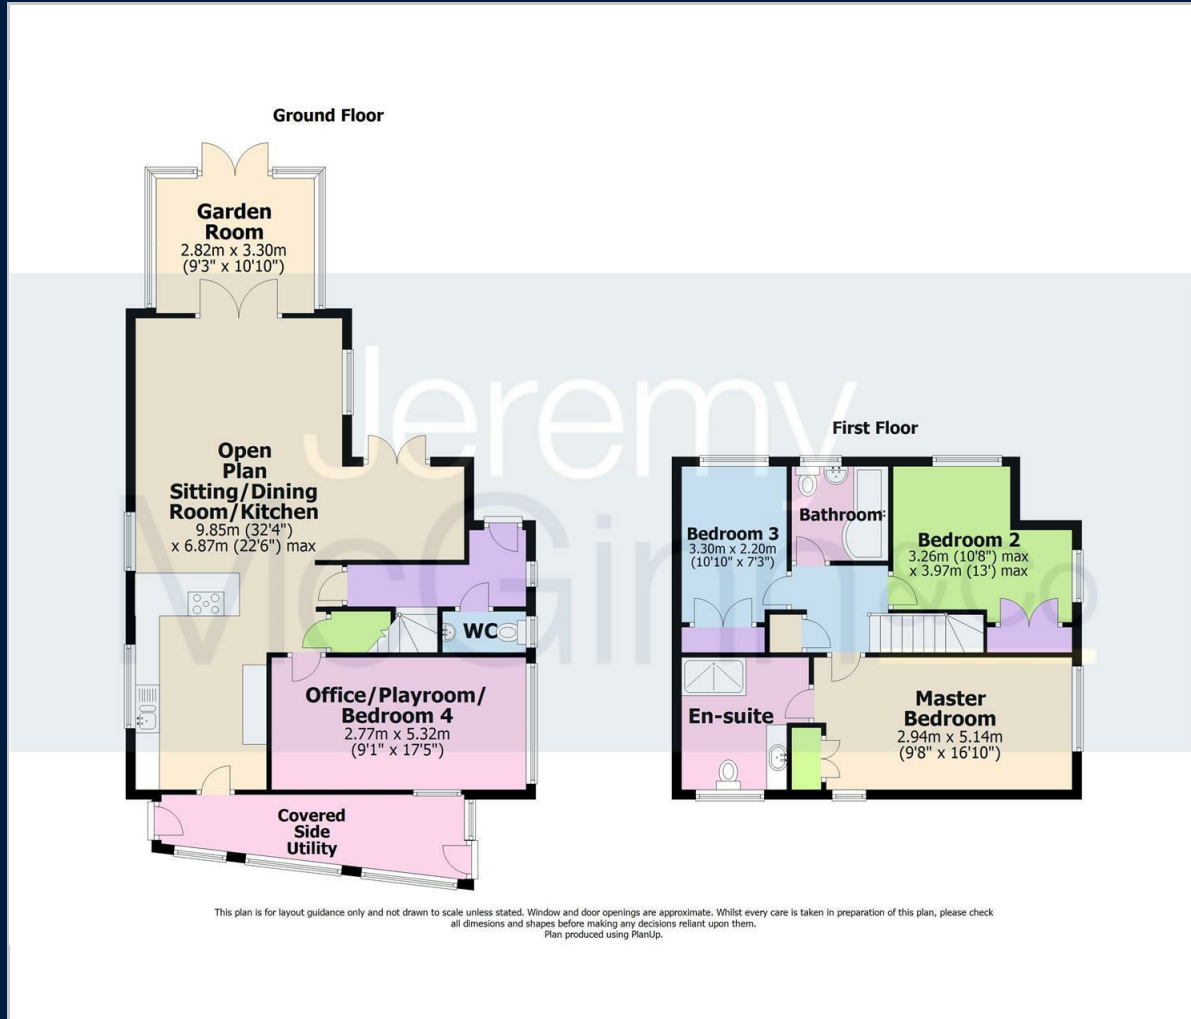 Ground Floor
Garden
Room
2.82m x 3.30m
(9'3" x 10'10")
Open
Plan
Sitting/Dining
Room/Kitchen
9.85m (32'4")
x 6.87m (22'6") max
WC
Office/Playroom/
Bedroom 4
2.77m x 5.32m
(9'1" x 17'5")
Covered
Side
Utility
First Floor
Bedroom 3
3.30m x 2.20m
(10'10" x 7'3")
Bathroom
Bedroom 2
3.26m (10'8") max
x 3.97m (13') max
En-suite
Master
Bedroom
2.94m x 5.14m
(9'8" x 16'10")
Jeremy
McGinn &Co
This plan is for layout guidance only and not drawn to scale unless stated. Window and door openings are approximate. Whilst every care is taken in preparation of this plan, please check
all dimesions and shapes before making any decisions reliant upon them.
Plan produced using PlanUp.